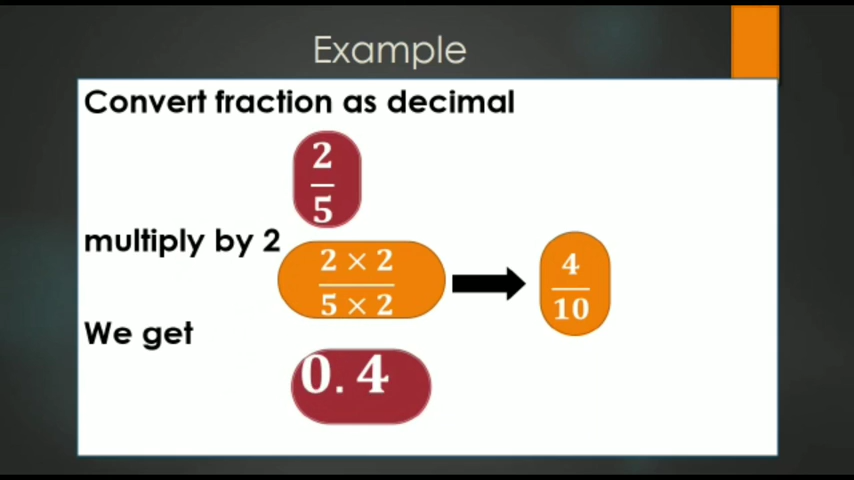 Example
Convert fraction as decimal
2
5
multiply by 2
2 × 2
5 × 2
4
10
We get
0.4